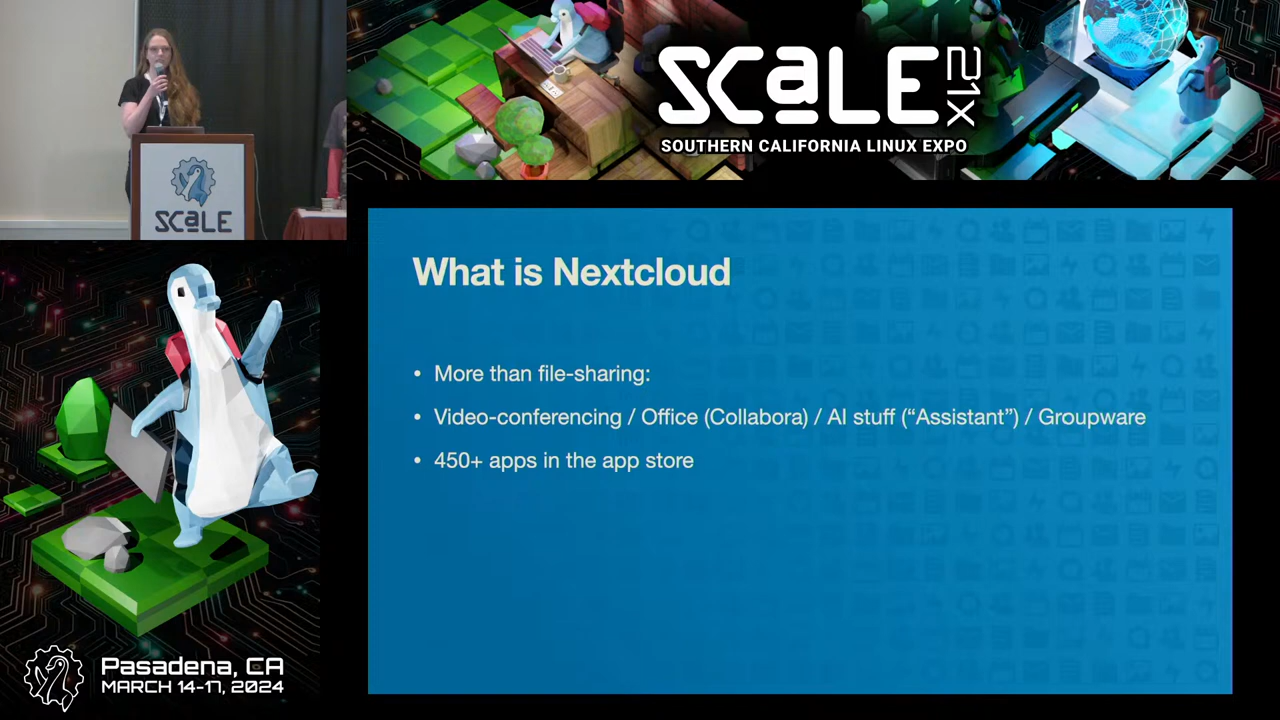 SCaLE 21X
SOUTHERN CALIFORNIA LINUX EXPO
SCaLE
What is Nextcloud
• More than file-sharing:
• Video-conferencing / Office (Collabora) / AI stuff (“Assistant”) / Groupware
• 450+ apps in the app store
Pasadena, CA
MARCH 14-17, 2024